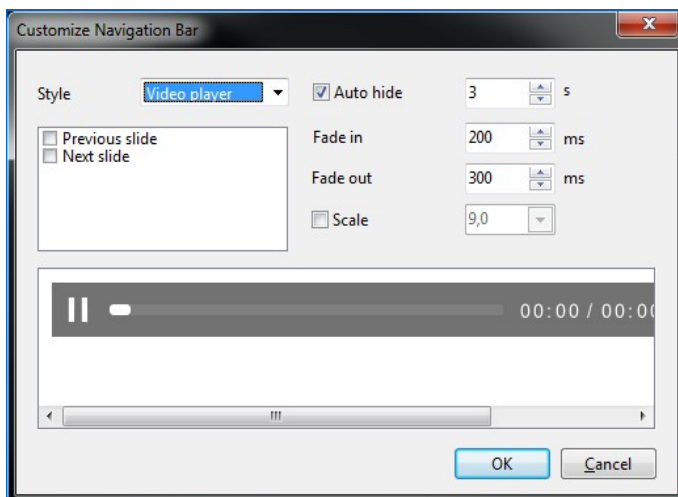 Customize Navigation Bar
Style Video player Auto hide 3 s
Previous slide
Next slide
Fade in 200 ms
Fade out 300 ms
Scale 9,0
00:00 / 00:00
OK Cancel